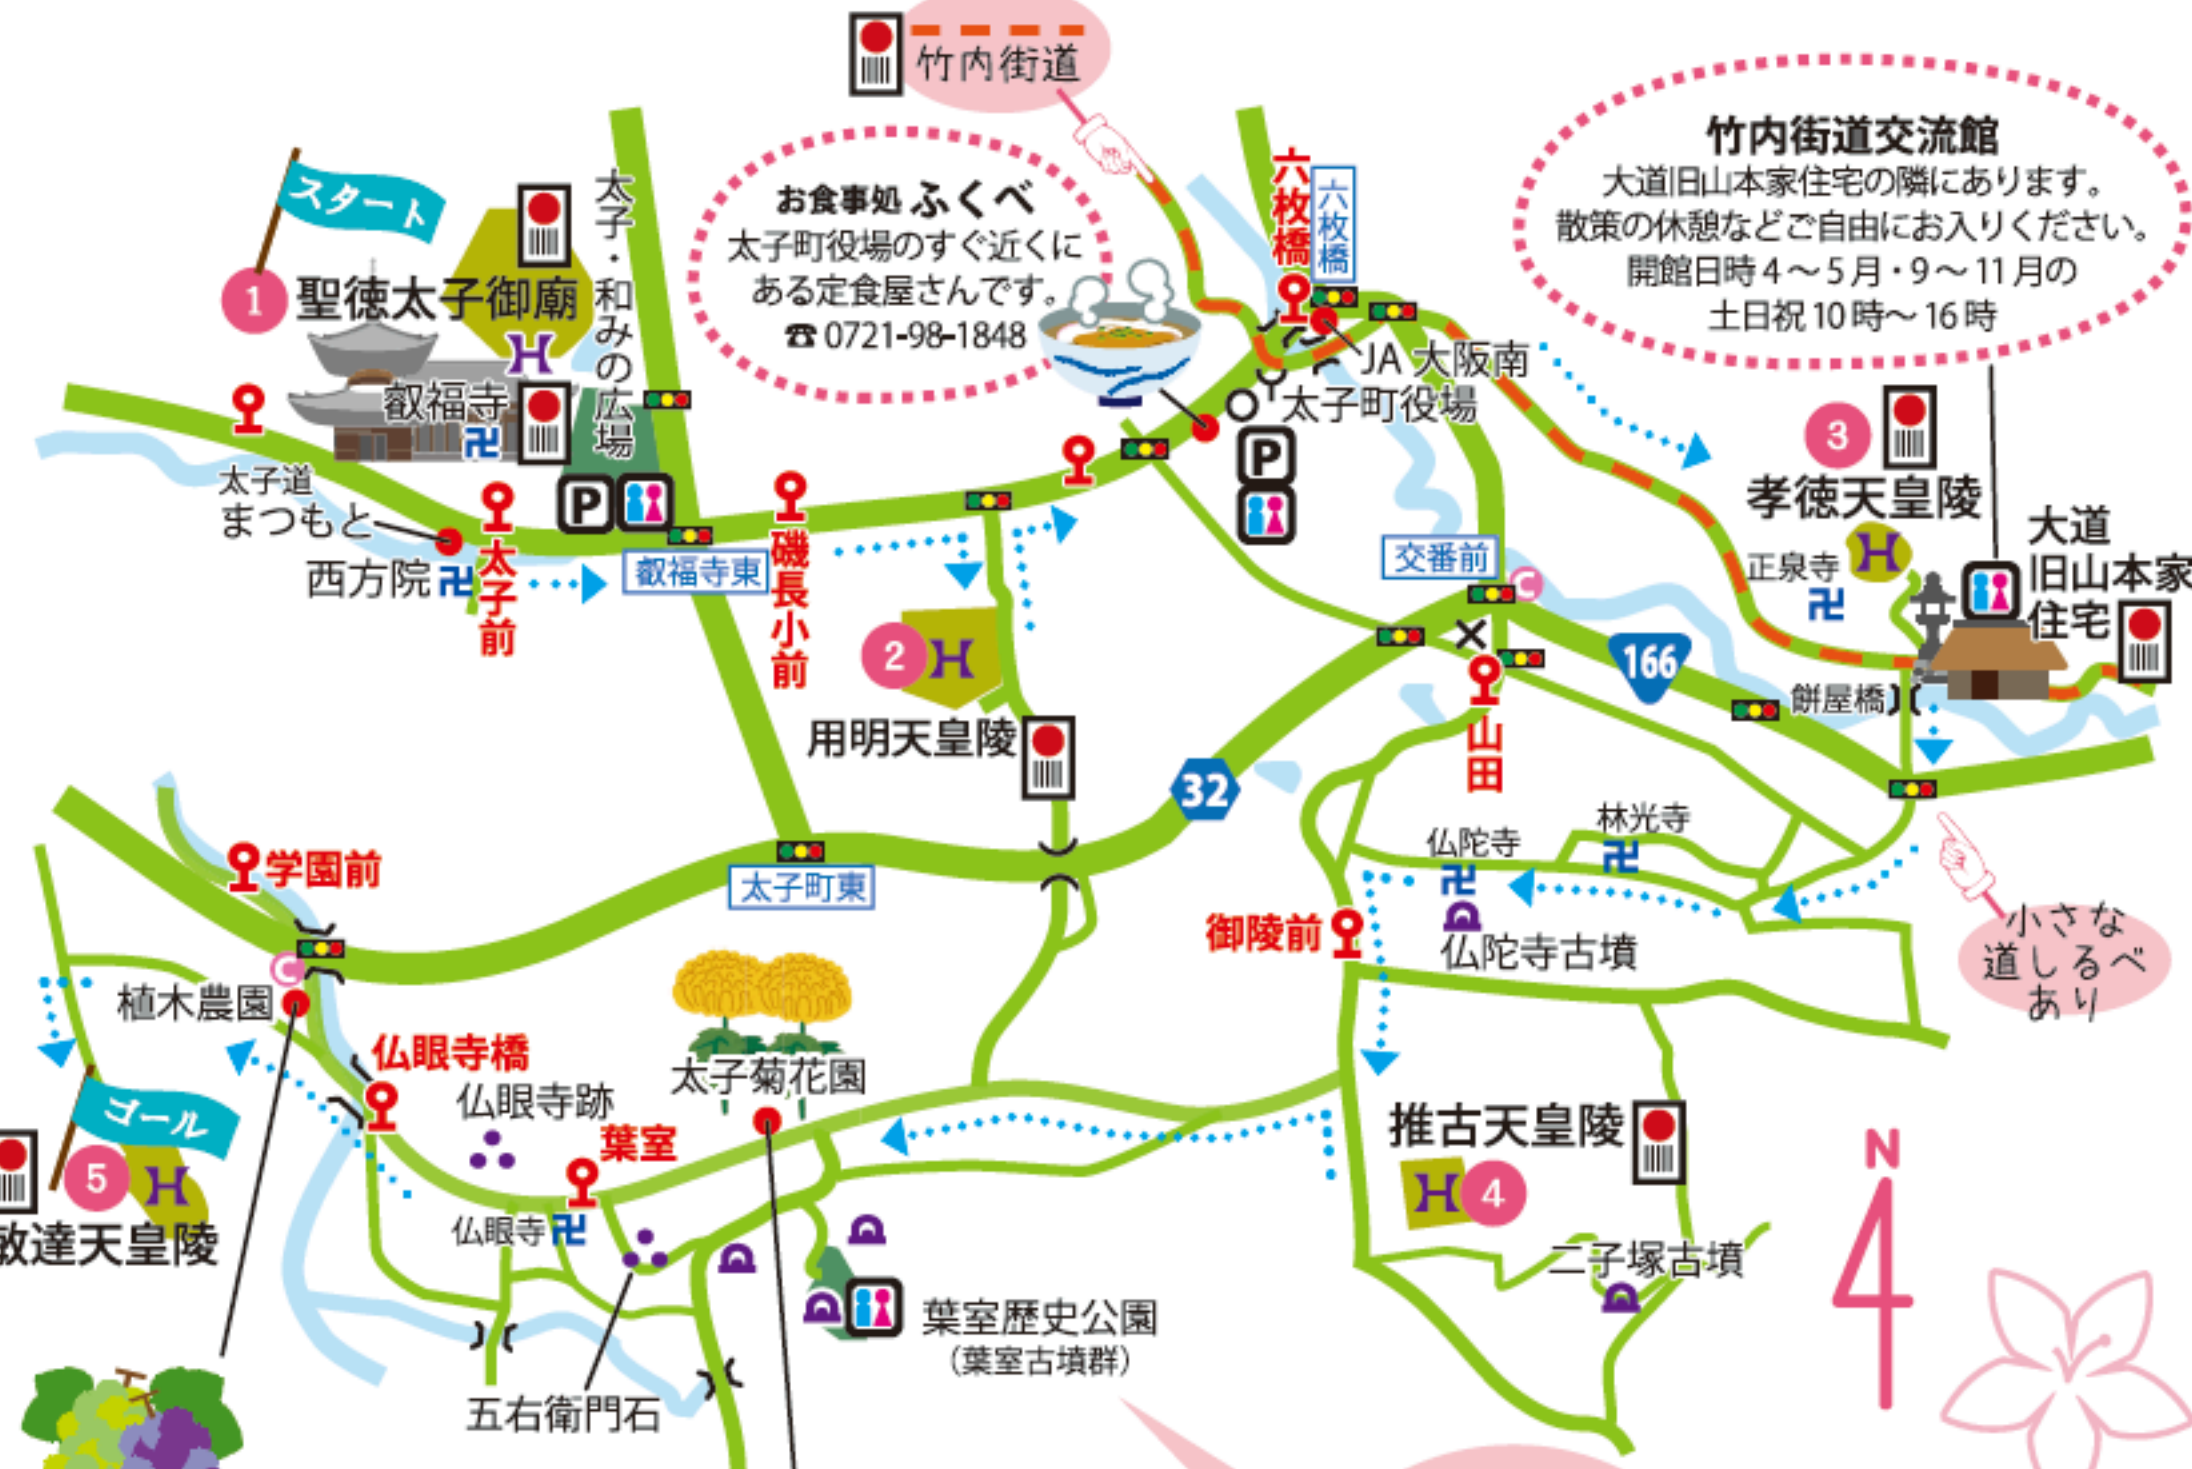 竹内街道
スタート
1
聖徳太子御廟
叡福寺
太子・和みの広場
お食事処 ふくべ
太子町役場のすぐ近くに
ある定食屋さんです。
☎ 0721-98-1848
六枚橋
六枚橋
JA 大阪南
太子町役場
P
竹内街道交流館
大道旧山本家住宅の隣にあります。
散策の休憩などご自由にお入りください。
開館日時 4〜5月・9〜11月の
土日祝 10時〜16時
3
孝徳天皇陵
正泉寺
大道
旧山本家
住宅
餅屋橋
太子道
まつもと
西方院
太子前
P
叡福寺東
磯長小前
2
用明天皇陵
交番前
C
166
山田
32
太子町東
学園前
C
植木農園
仏眼寺橋
仏眼寺跡
葉室
仏眼寺
太子菊花園
五右衛門石
葉室歴史公園
(葉室古墳群)
林光寺
仏陀寺
仏陀寺古墳
御陵前
小さな
道しるべ
あり
推古天皇陵
4
二子塚古墳
N
ゴール
5
敏達天皇陵